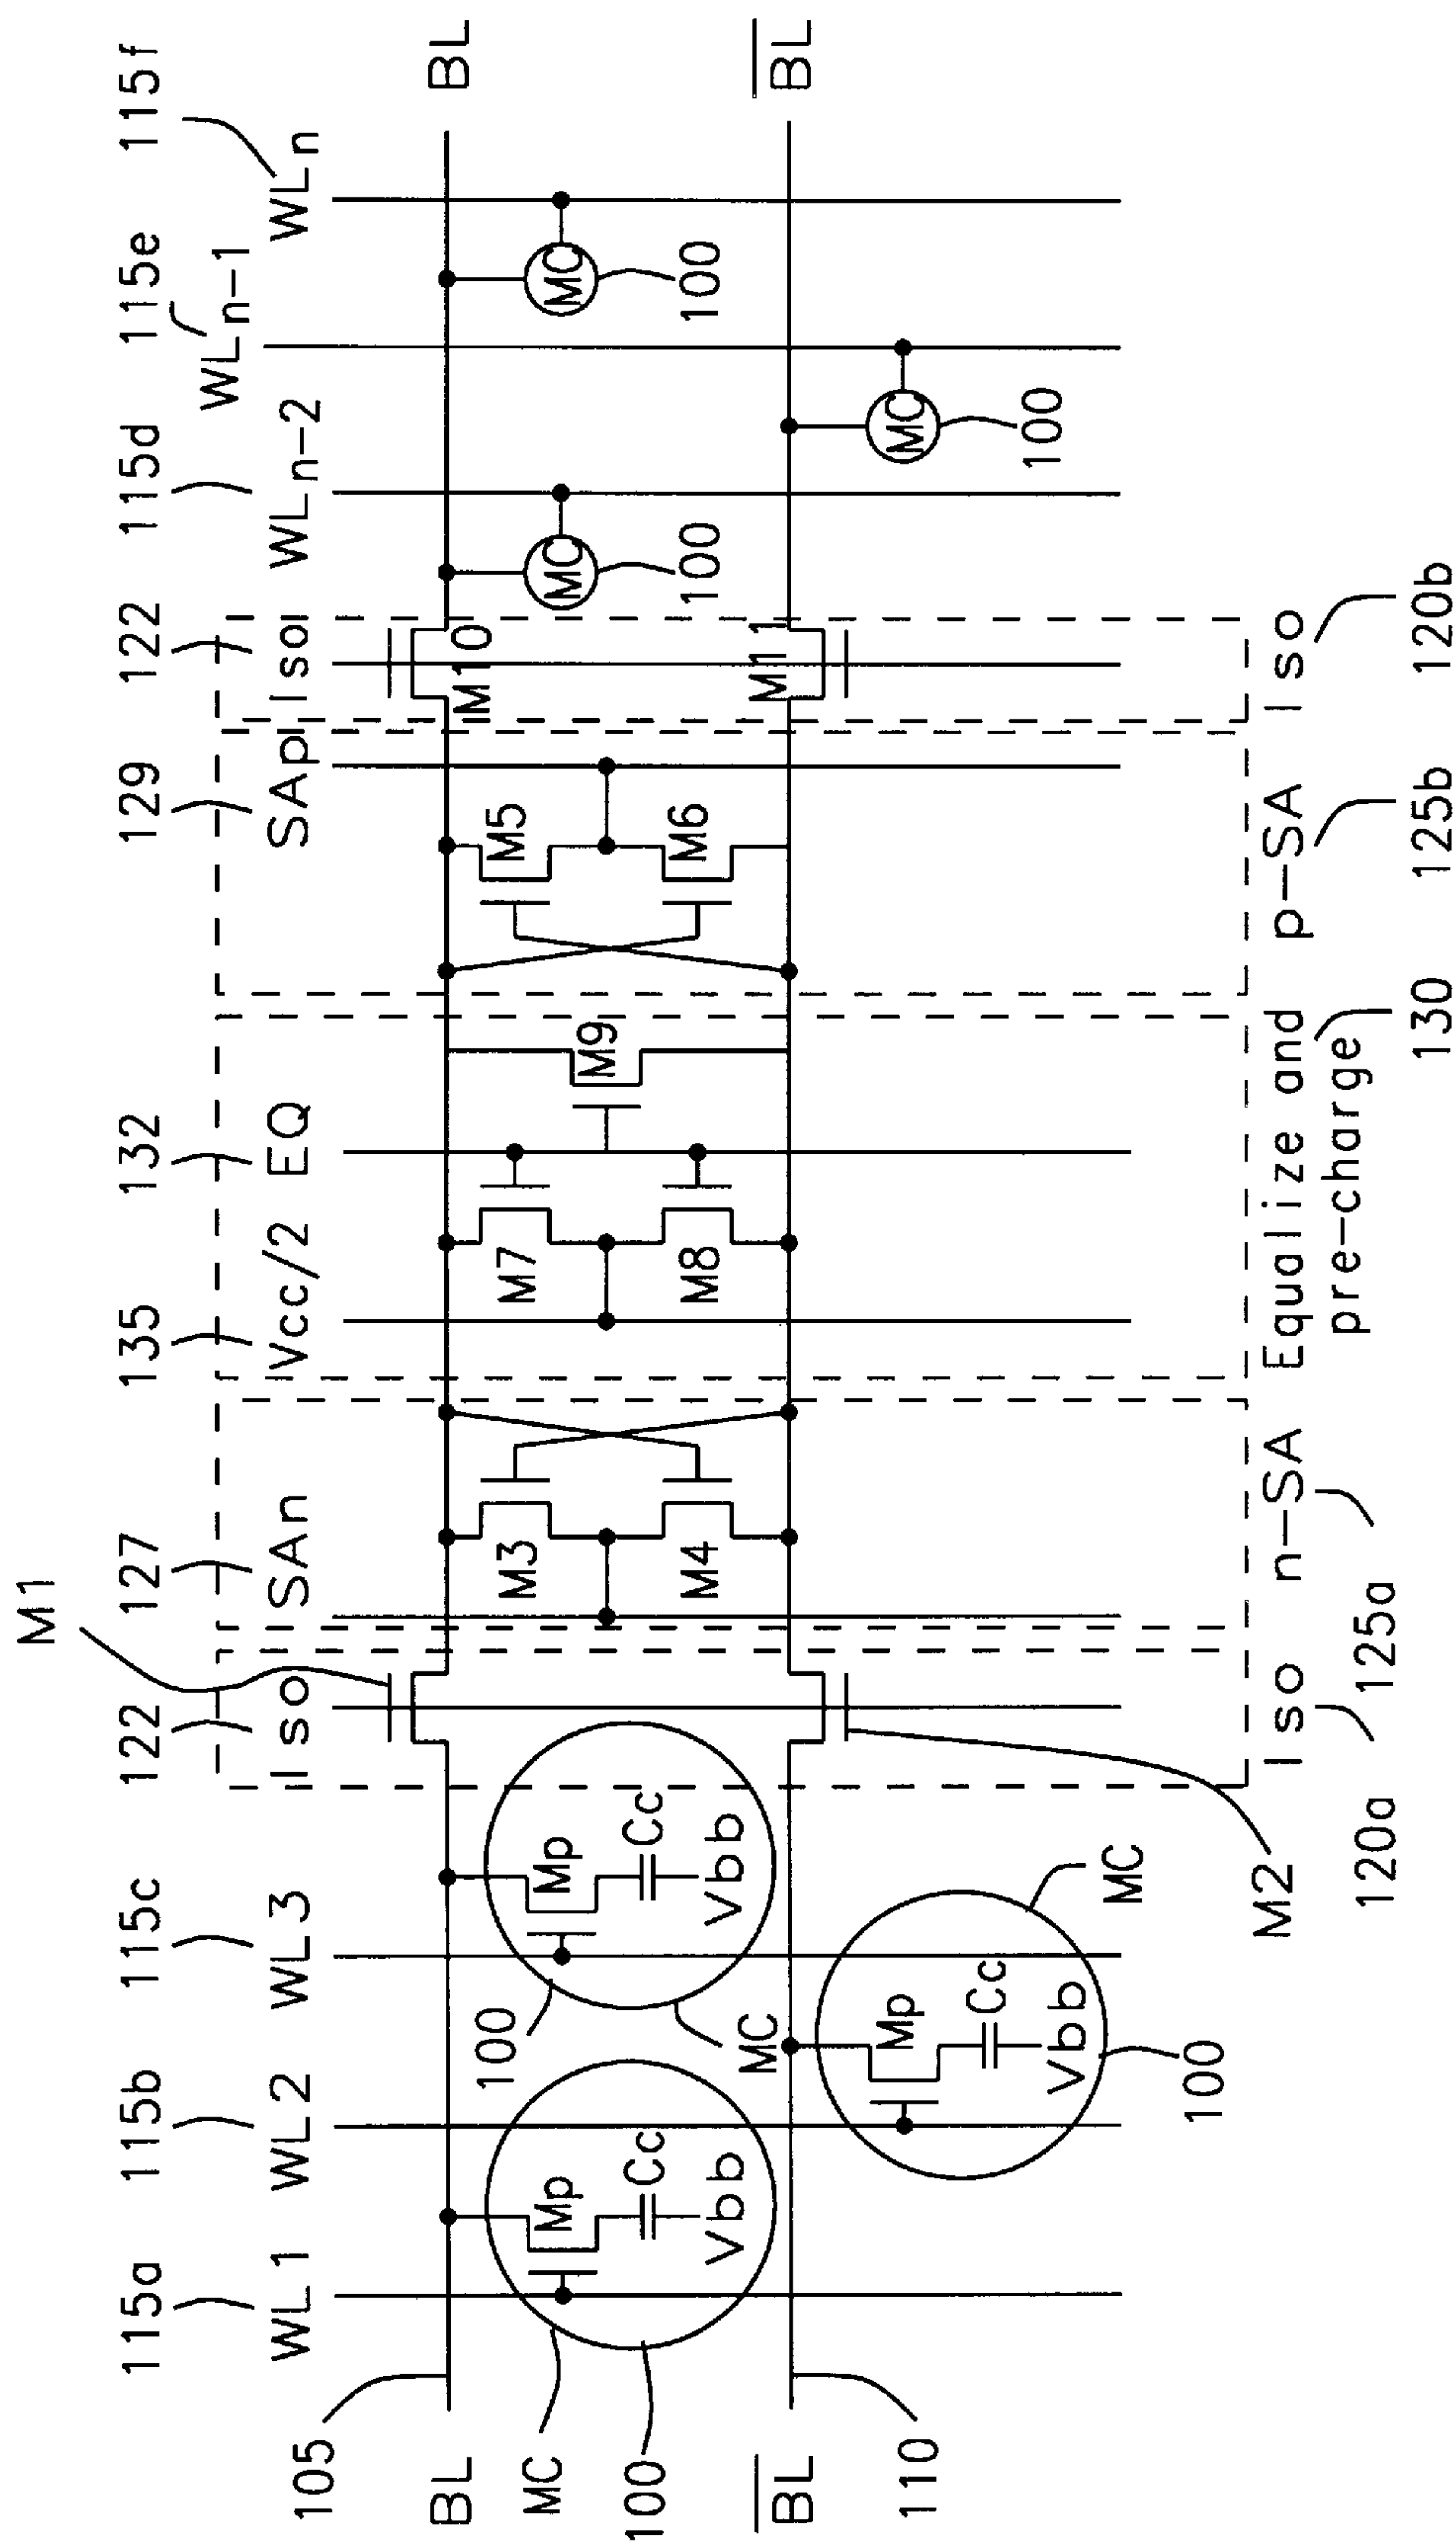 115a 115b 115c 122 M1 127 135 132 129 122 115d 115e 115f
WL1 WL2 WL3 Iso SAn Vcc/2 EQ SAp Iso WLn-2 WLn-1 WLn
105
BL BL
M10
M3 M7 M9 M5
Mp Cc Vbb
Mp Cc Vbb
100
MC
MC
100
MC MC MC
100 100
M4 M8 M6
M11
MC
BL BL
110
Mp Cc Vbb
MC
100
MC
100
M2
Iso n-SA Equalize and
pre-charge
p-SA Iso
120a 125a 130 125b 120b